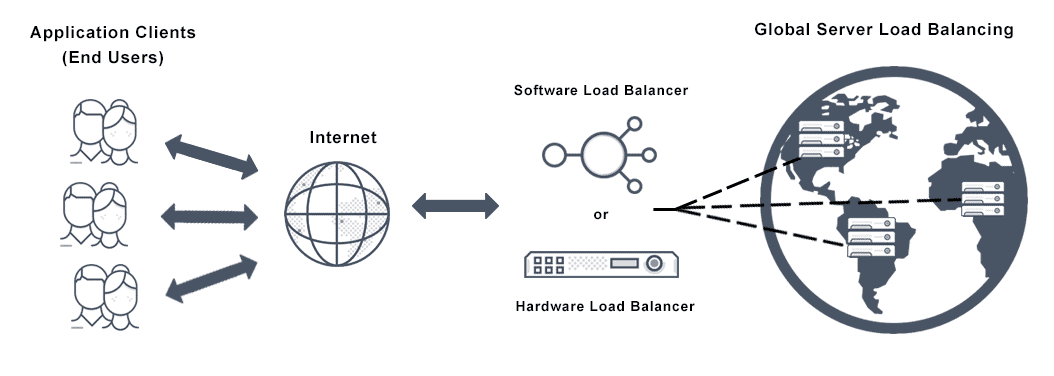 Application Clients
(End Users)
Internet
Software Load Balancer
or
Hardware Load Balancer
Global Server Load Balancing